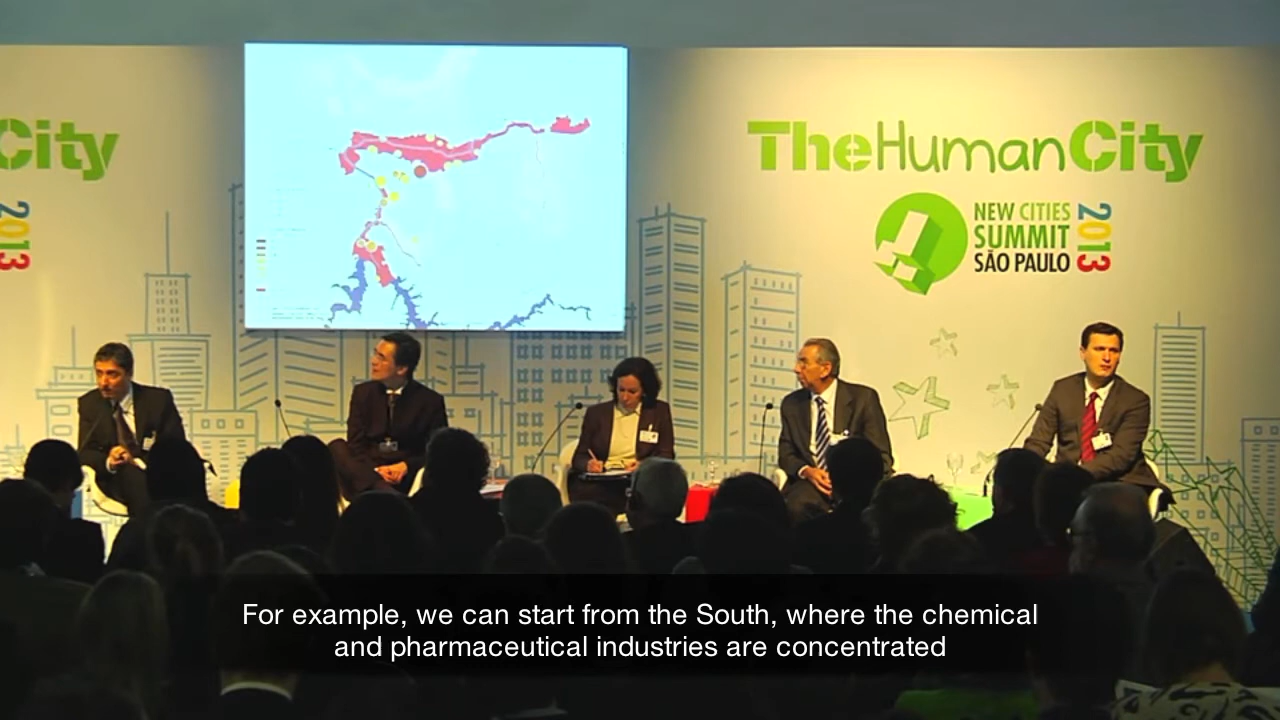 City
2013
TheHumanCity
NEW CITIES
SUMMIT
SÃO PAULO
2013
For example, we can start from the South, where the chemical
and pharmaceutical industries are concentrated